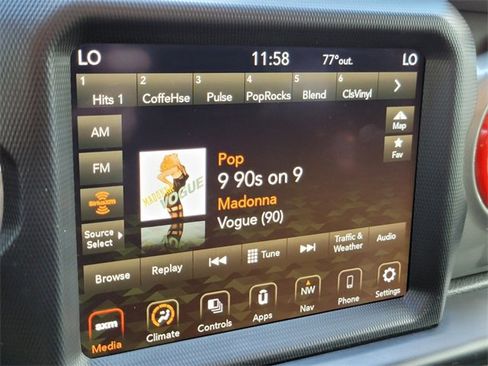 LO 11:58 77°out. LO
1 2 3 4 5 6
Hits 1 CoffeHse Pulse PopRocks Blend ClsVinyl
AM
FM
SiriusXM
Source
Select
Map
Fav
MADONNA
VOGUE
Pop
9 90s on 9
Madonna
Vogue (90)
Browse Replay Tune Traffic & Weather Audio
sxm NW
Media Climate Controls Apps Nav Phone Settings